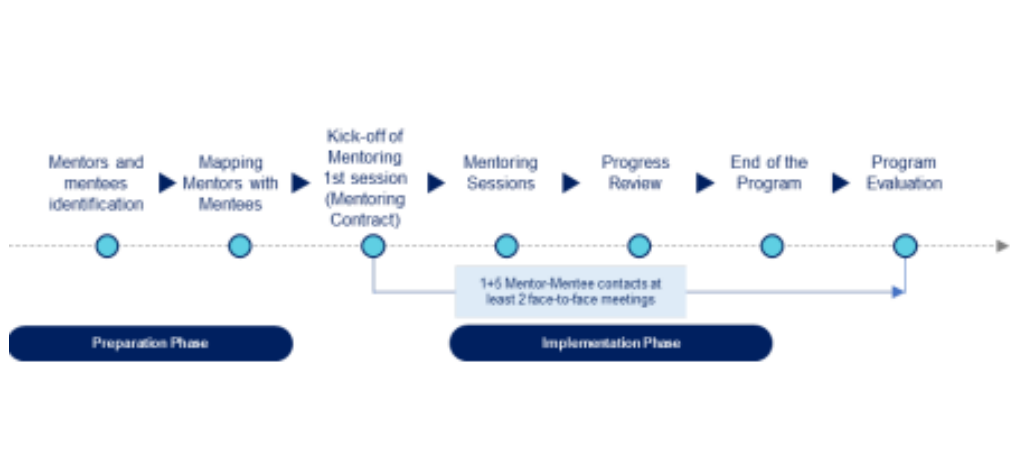 Mentors and
mentees
identification
Mapping
Mentors with
Mentees
Kick-off of
Mentoring
1st session
(Mentoring
Contract)
Mentoring
Sessions
Progress
Review
End of the
Program
Program
Evaluation
1+5 Mentor-Mentee contacts at
least 2 face-to-face meetings
Preparation Phase
Implementation Phase